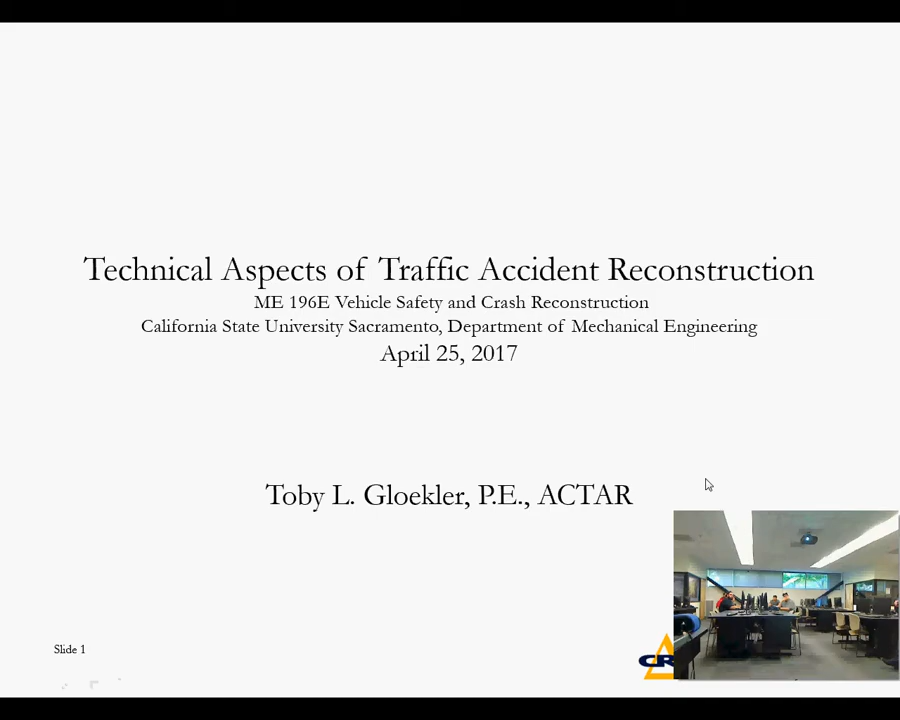 Technical Aspects of Traffic Accident Reconstruction
ME 196E Vehicle Safety and Crash Reconstruction
California State University Sacramento, Department of Mechanical Engineering
April 25, 2017
Toby L. Gloekler, P.E., ACTAR
Slide 1